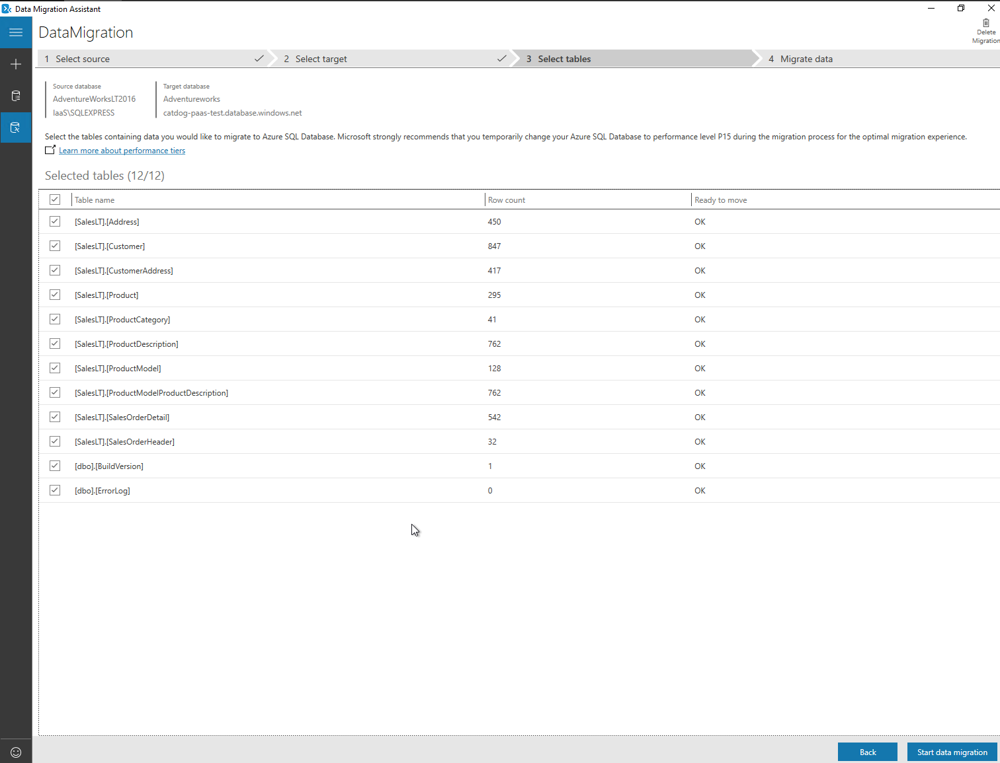 Data Migration Assistant
DataMigration
Delete
Migration
1 Select source
2 Select target
3 Select tables
4 Migrate data
Source database
AdventureWorksLT2016
IaaS\SQLEXPRESS
Target database
Adventureworks
catdog-paas-test.database.windows.net
Select the tables containing data you would like to migrate to Azure SQL Database. Microsoft strongly recommends that you temporarily change your Azure SQL Database to performance level P15 during the migration process for the optimal migration experience.
Learn more about performance tiers
Selected tables (12/12)
Table name Row count Ready to move
[SalesLT].[Address] 450 OK
[SalesLT].[Customer] 847 OK
[SalesLT].[CustomerAddress] 417 OK
[SalesLT].[Product] 295 OK
[SalesLT].[ProductCategory] 41 OK
[SalesLT].[ProductDescription] 762 OK
[SalesLT].[ProductModel] 128 OK
[SalesLT].[ProductModelProductDescription] 762 OK
[SalesLT].[SalesOrderDetail] 542 OK
[SalesLT].[SalesOrderHeader] 32 OK
[dbo].[BuildVersion] 1 OK
[dbo].[ErrorLog] 0 OK
Back
Start data migration